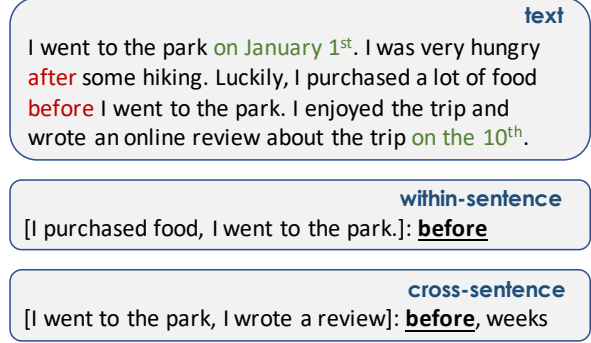 text
I went to the park on January 1st. I was very hungry
after some hiking. Luckily, I purchased a lot of food
before I went to the park. I enjoyed the trip and
wrote an online review about the trip on the 10th.
within-sentence
[I purchased food, I went to the park.]: before
cross-sentence
[I went to the park, I wrote a review]: before, weeks